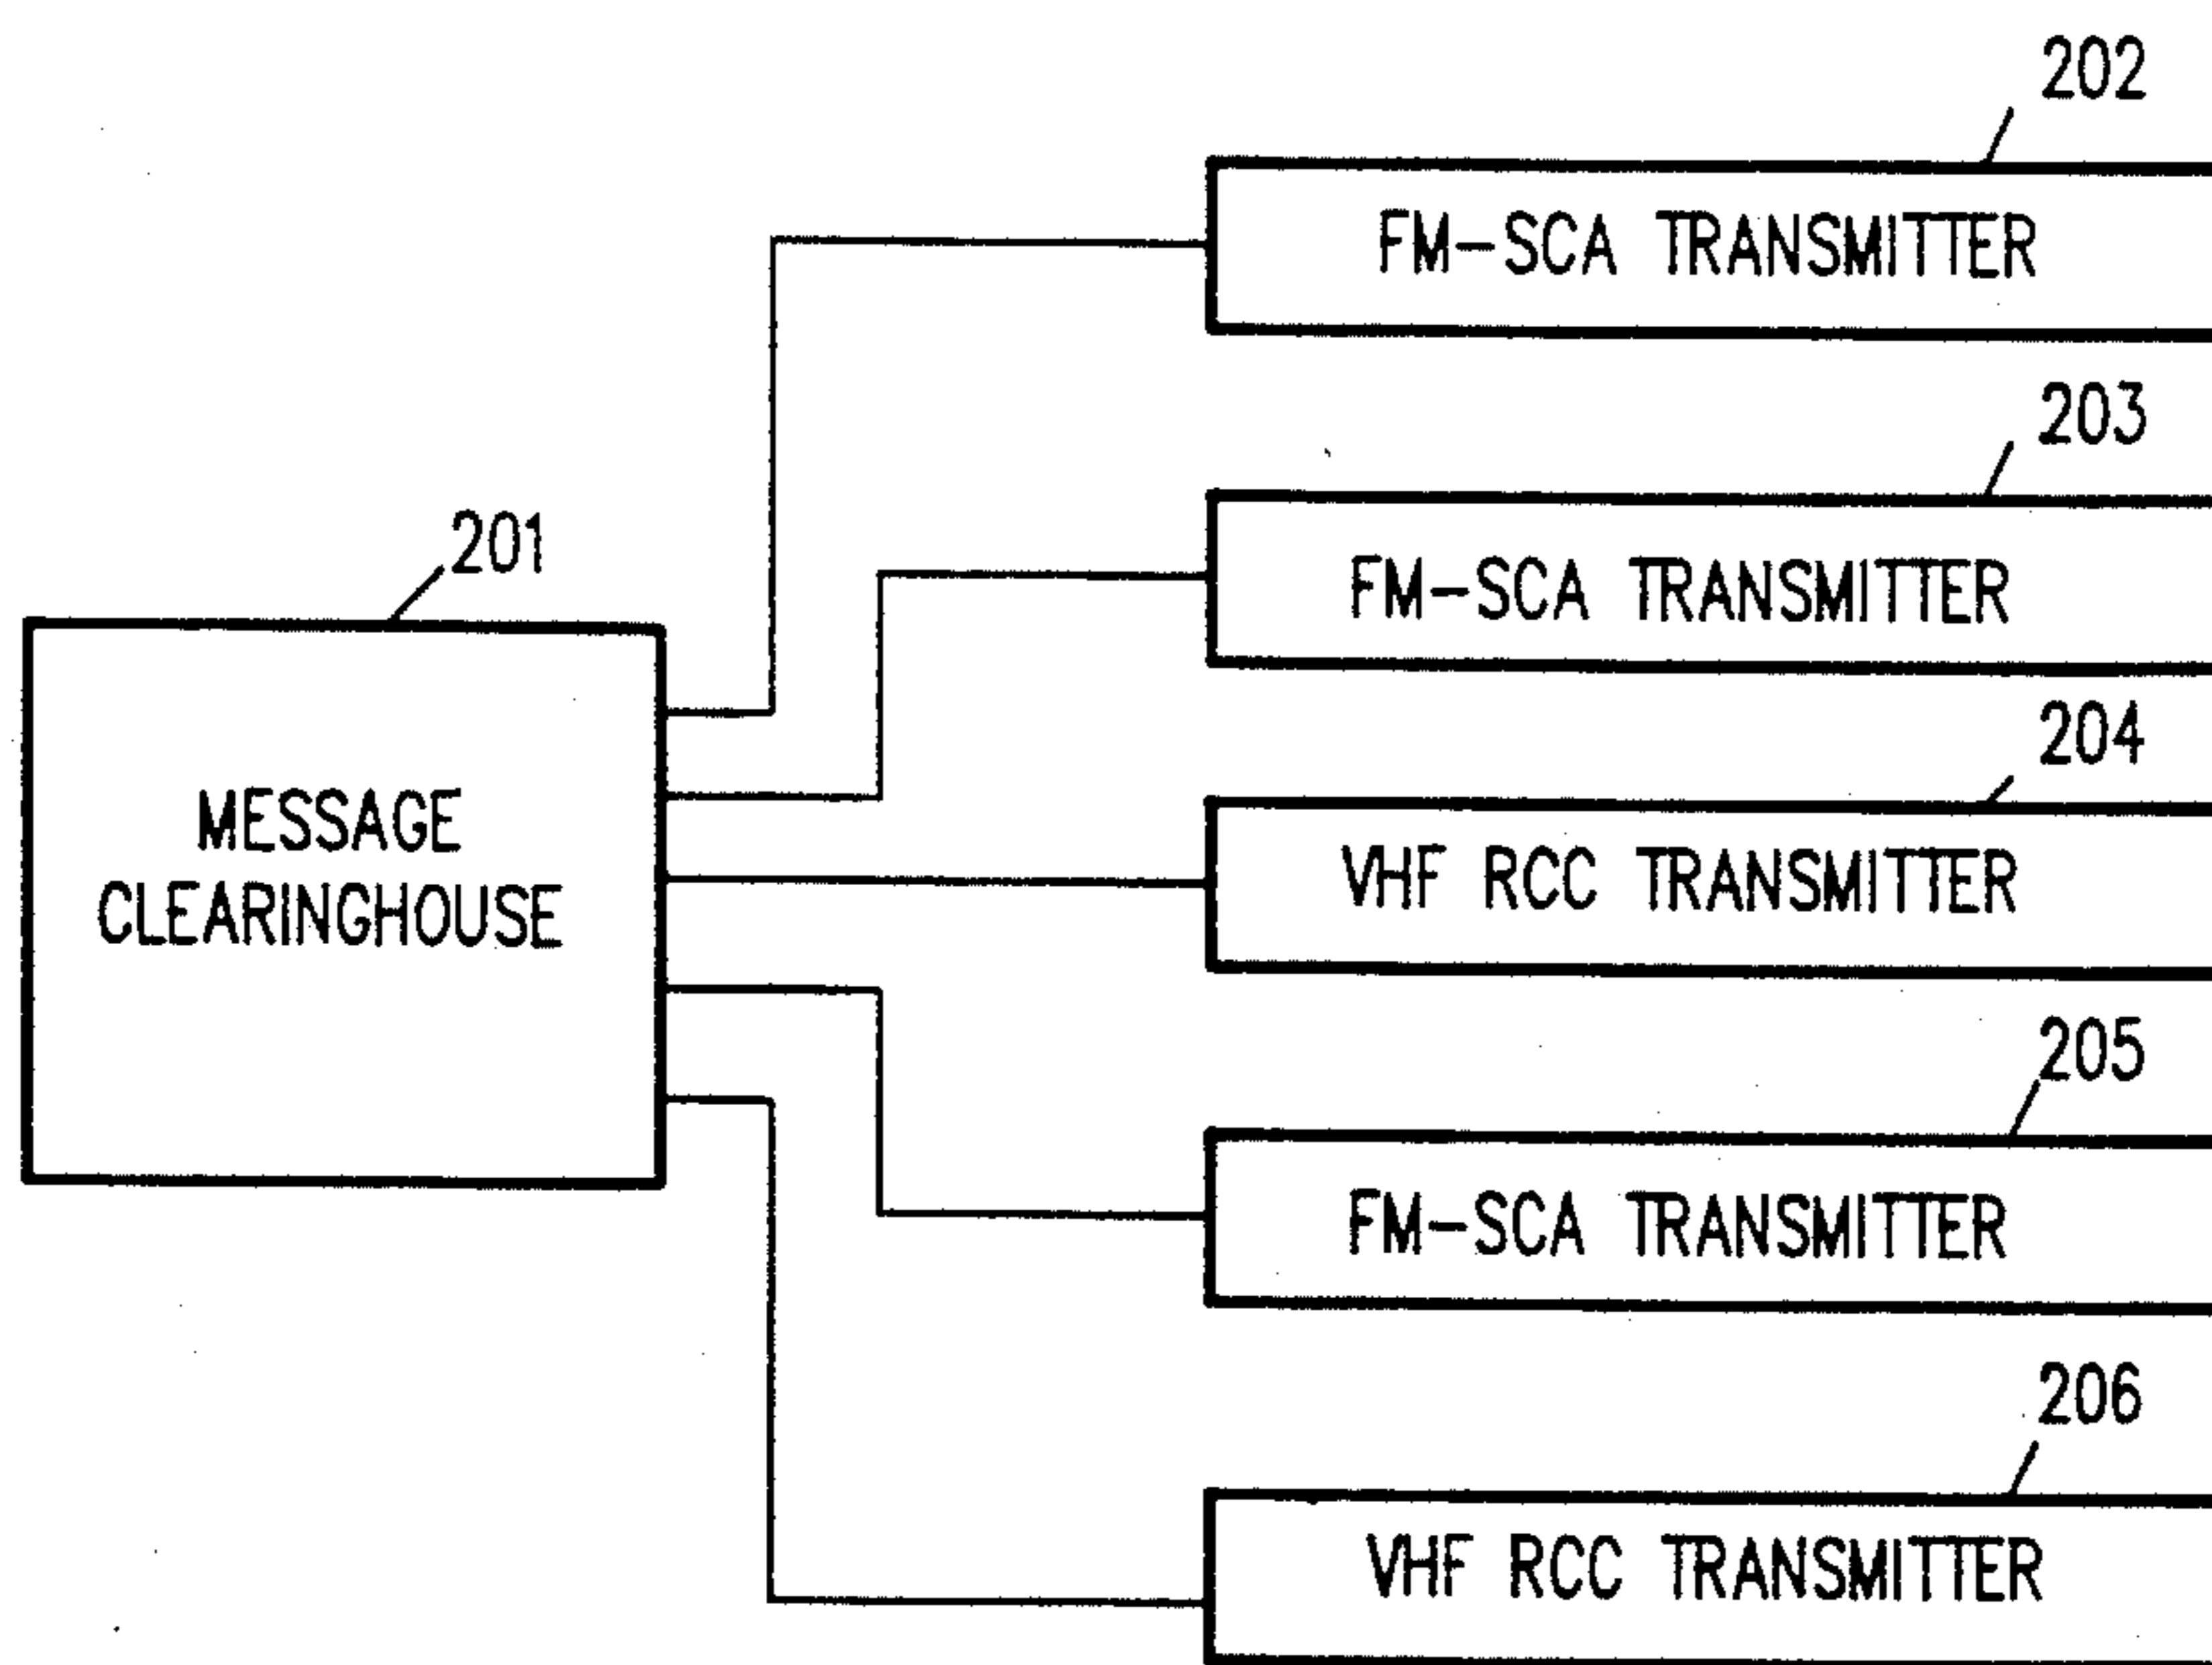 202
FM-SCA TRANSMITTER
203
FM-SCA TRANSMITTER
201
204
MESSAGE
CLEARINGHOUSE
VHF RCC TRANSMITTER
205
FM-SCA TRANSMITTER
206
VHF RCC TRANSMITTER